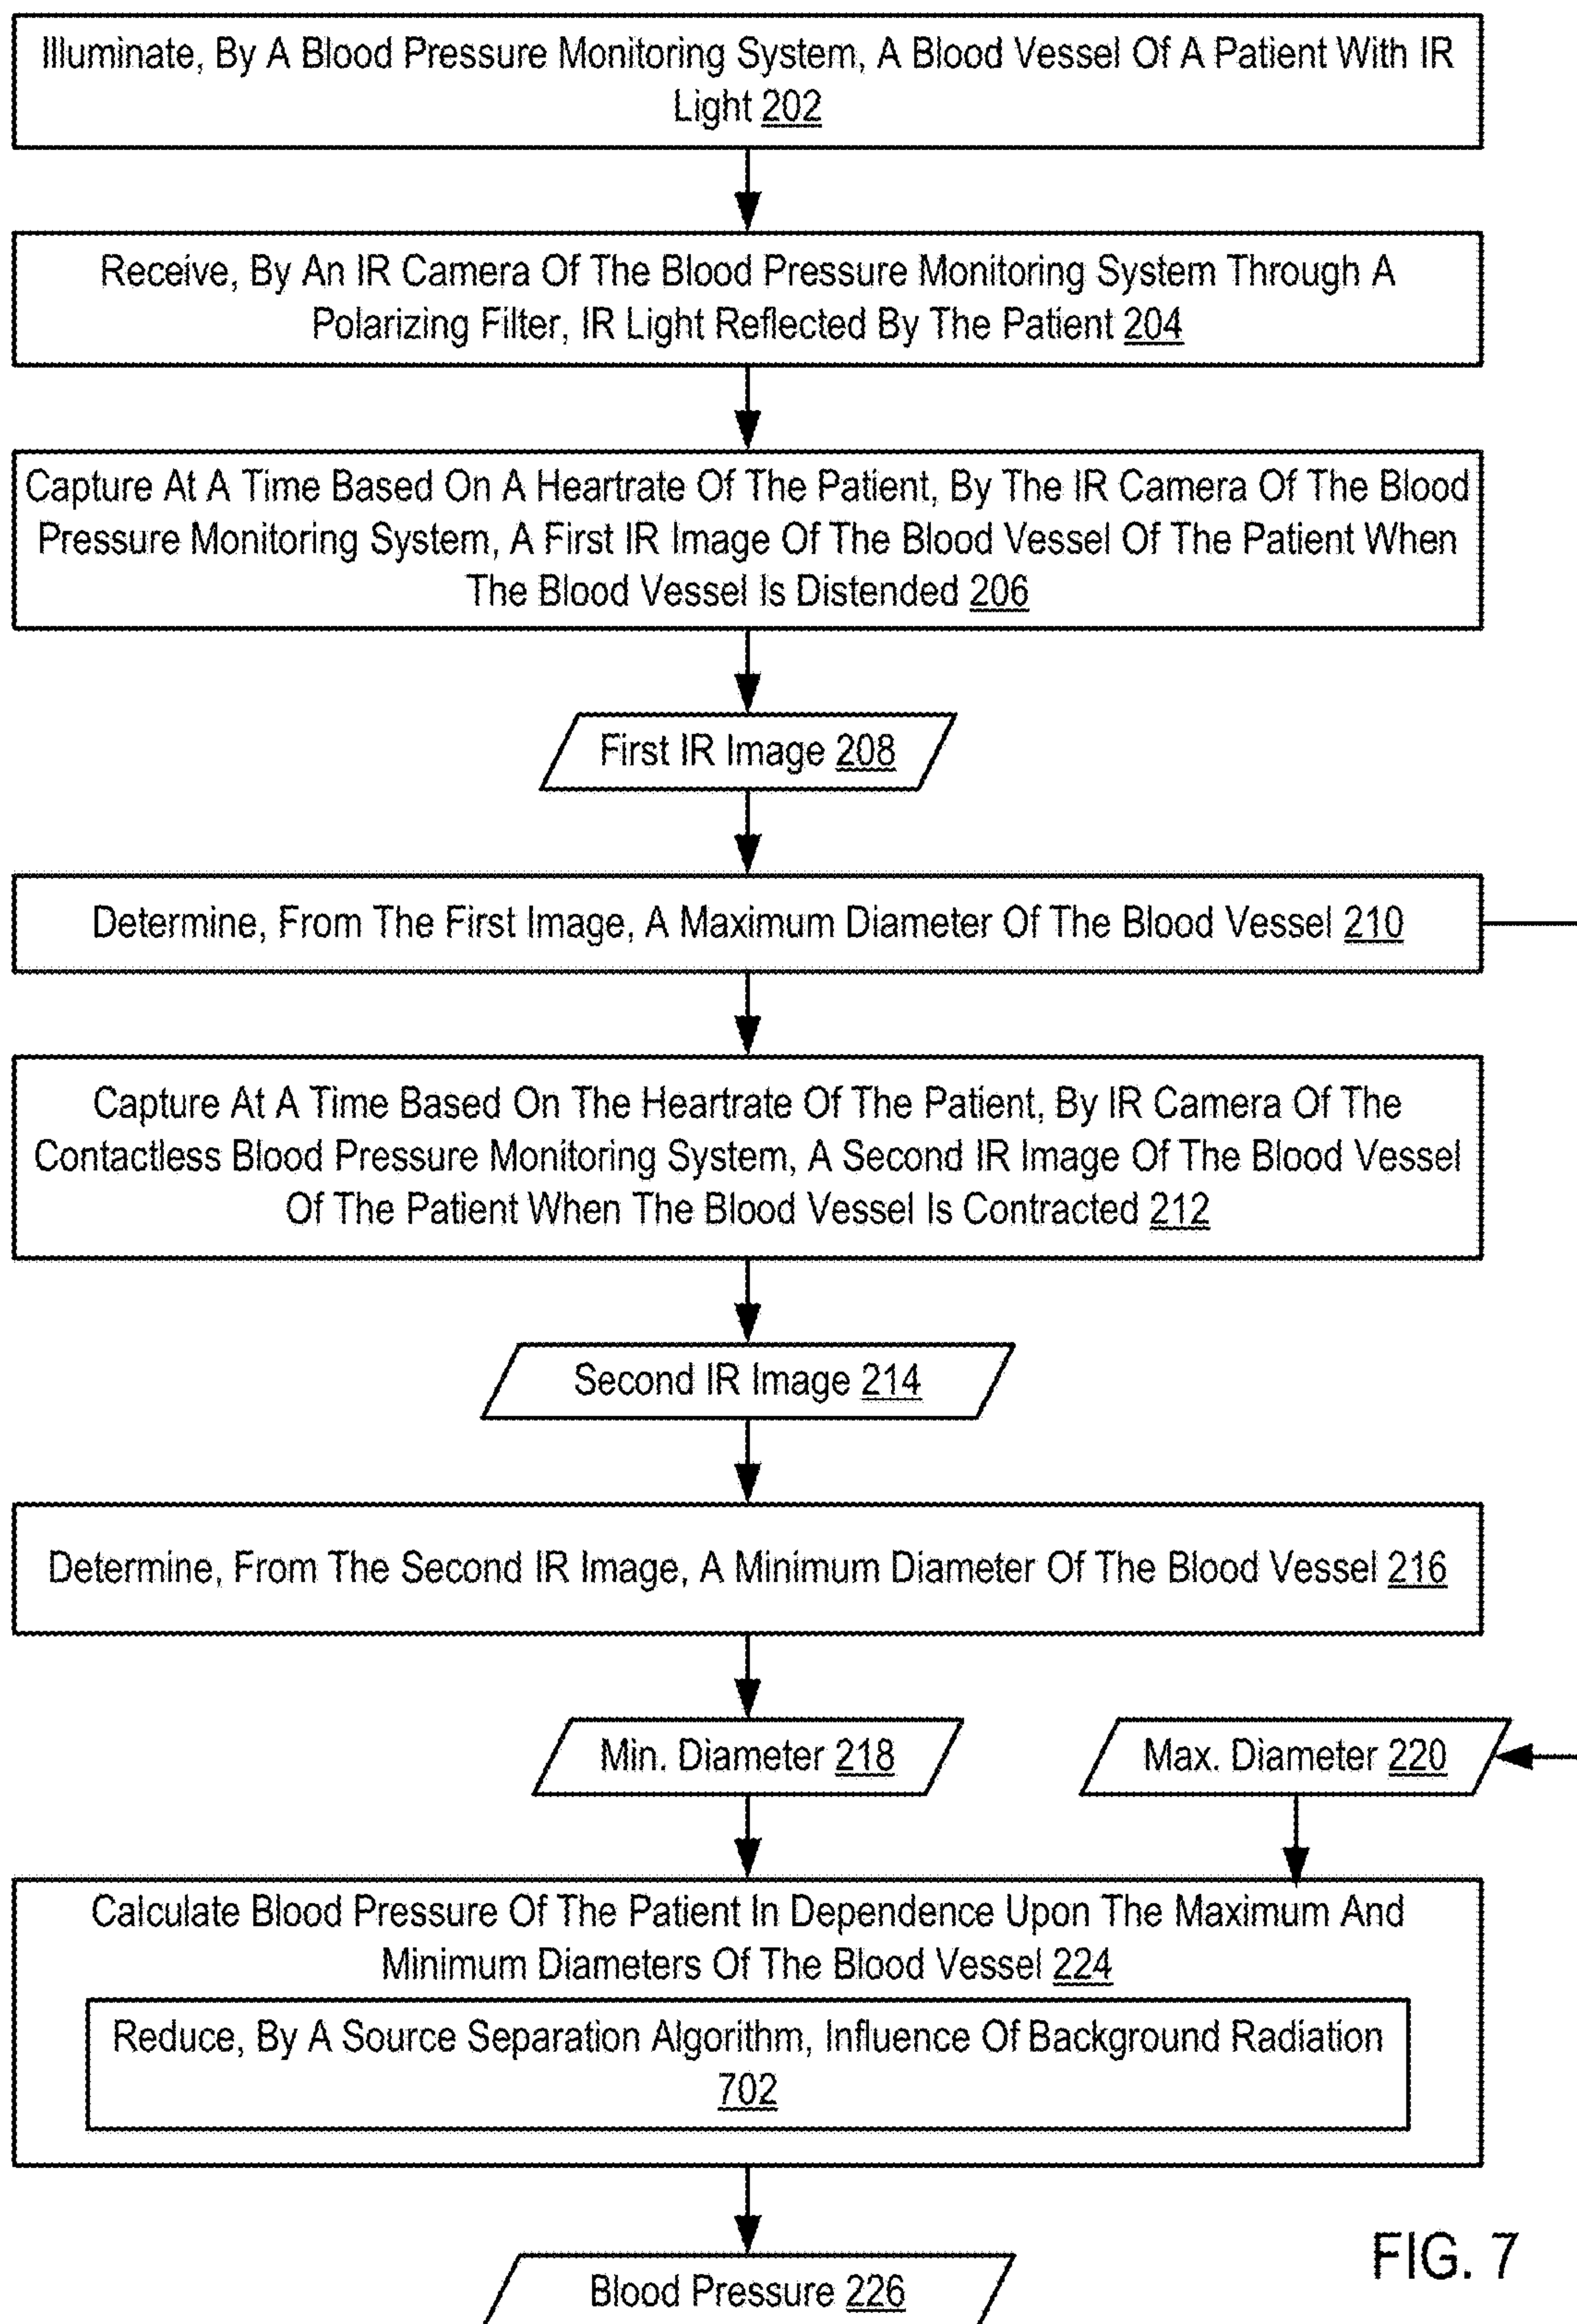 Illuminate, By A Blood Pressure Monitoring System, A Blood Vessel Of A Patient With IR
Light 202
Receive, By An IR Camera Of The Blood Pressure Monitoring System Through A
Polarizing Filter, IR Light Reflected By The Patient 204
Capture At A Time Based On A Heartrate Of The Patient, By The IR Camera Of The Blood
Pressure Monitoring System, A First IR Image Of The Blood Vessel Of The Patient When
The Blood Vessel Is Distended 206
First IR Image 208
Determine, From The First Image, A Maximum Diameter Of The Blood Vessel 210
Capture At A Time Based On The Heartrate Of The Patient, By IR Camera Of The
Contactless Blood Pressure Monitoring System, A Second IR Image Of The Blood Vessel
Of The Patient When The Blood Vessel Is Contracted 212
Second IR Image 214
Determine, From The Second IR Image, A Minimum Diameter Of The Blood Vessel 216
Min. Diameter 218
Max. Diameter 220
Calculate Blood Pressure Of The Patient In Dependence Upon The Maximum And
Minimum Diameters Of The Blood Vessel 224
Reduce, By A Source Separation Algorithm, Influence Of Background Radiation
702
Blood Pressure 226
FIG. 7